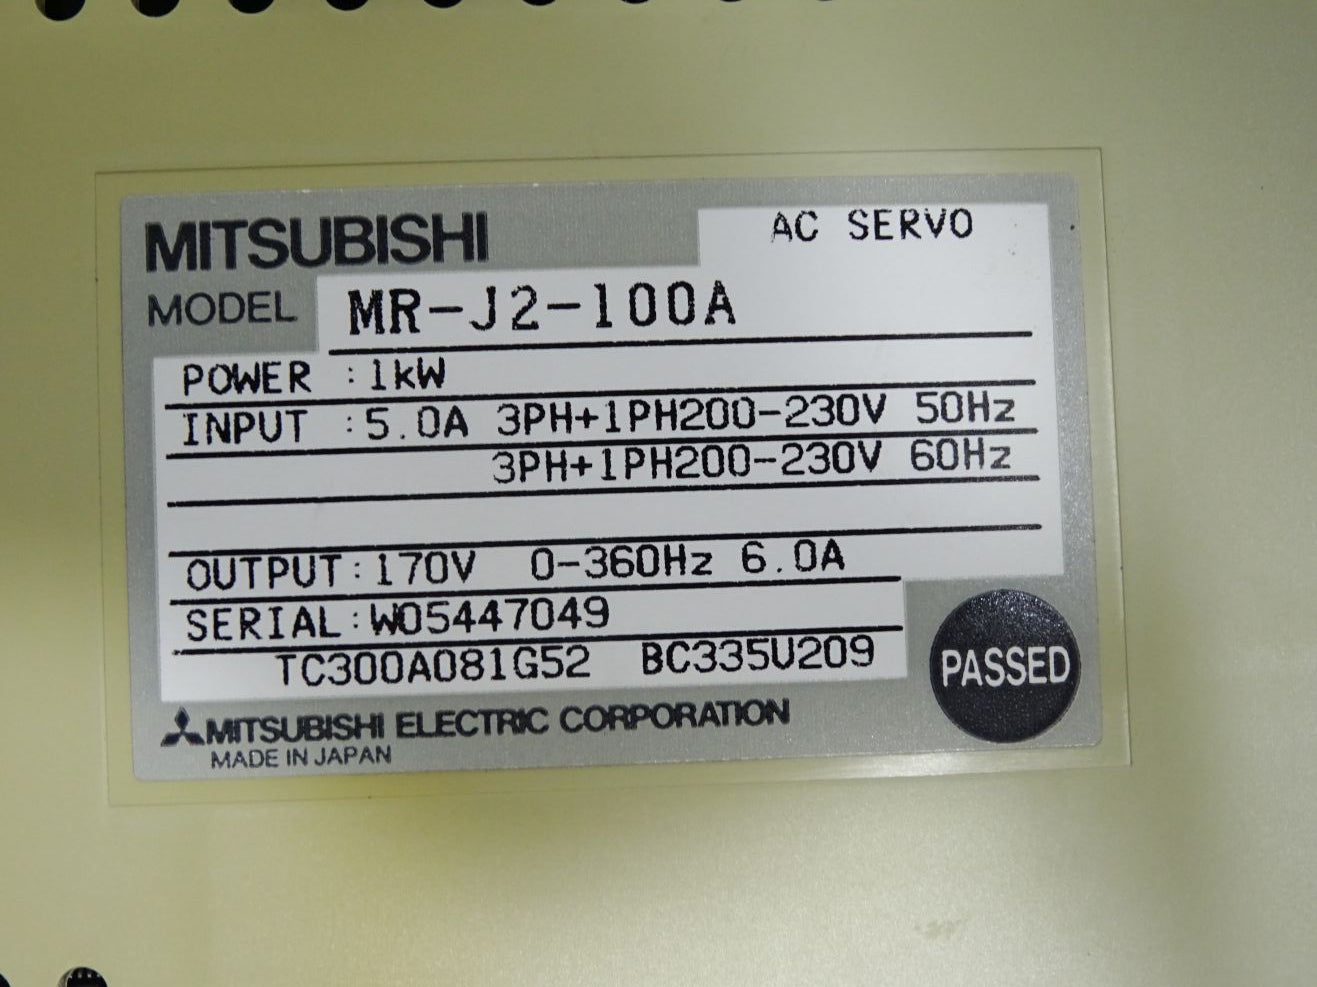 MITSUBISHI
AC SERVO
MODEL MR-J2-100A
POWER :1kW
INPUT :5.0A 3PH+1PH200-230V 50Hz
3PH+1PH200-230V 60Hz
OUTPUT:170V 0-360Hz 6.0A
SERIAL:W05447049
TC300A081G52 BC335U209
PASSED
MITSUBISHI ELECTRIC CORPORATION
MADE IN JAPAN